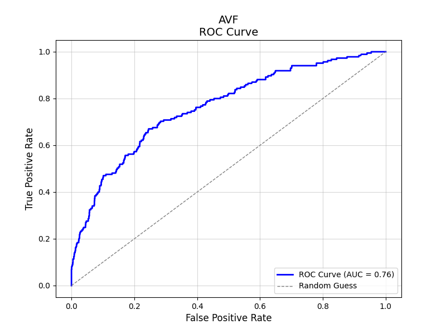 AVF
ROC Curve
True Positive Rate
1.0
0.8
0.6
0.4
0.2
0.0
ROC Curve (AUC = 0.76)
Random Guess
0.0 0.2 0.4 0.6 0.8 1.0
False Positive Rate